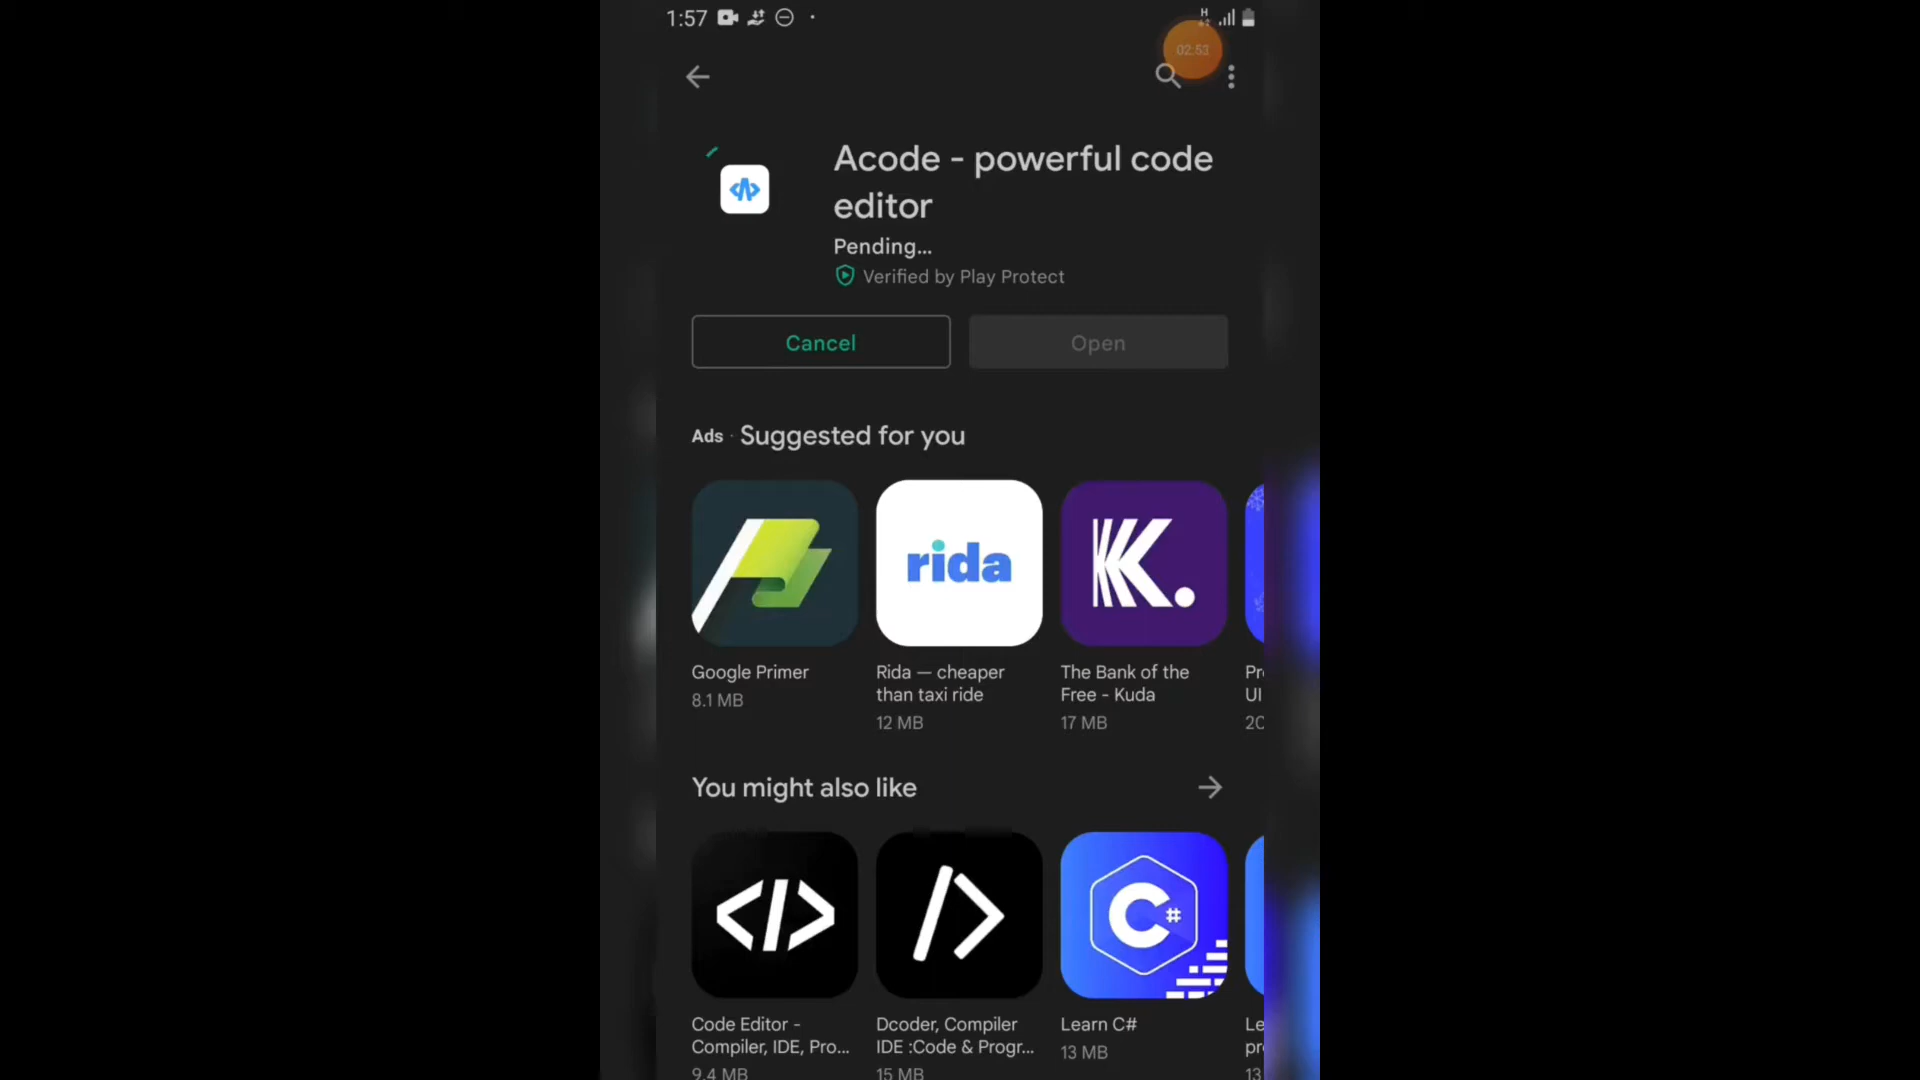 1:57
H
02:53
Acode - powerful code
editor
Pending...
Verified by Play Protect
Cancel
Open
Ads · Suggested for you
rida
K.
Google Primer
8.1 MB
Rida — cheaper
than taxi ride
12 MB
The Bank of the
Free - Kuda
17 MB
Pr
UI
20
You might also like
</>
/>
C#
Code Editor -
Compiler, IDE, Pro...
9.4 MB
Dcoder, Compiler
IDE :Code & Progr...
15 MB
Learn C#
13 MB
Le
pr
13